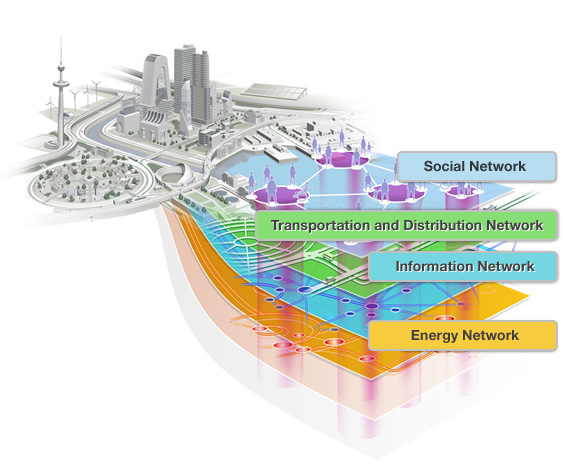 Social Network
Transportation and Distribution Network
Information Network
Energy Network